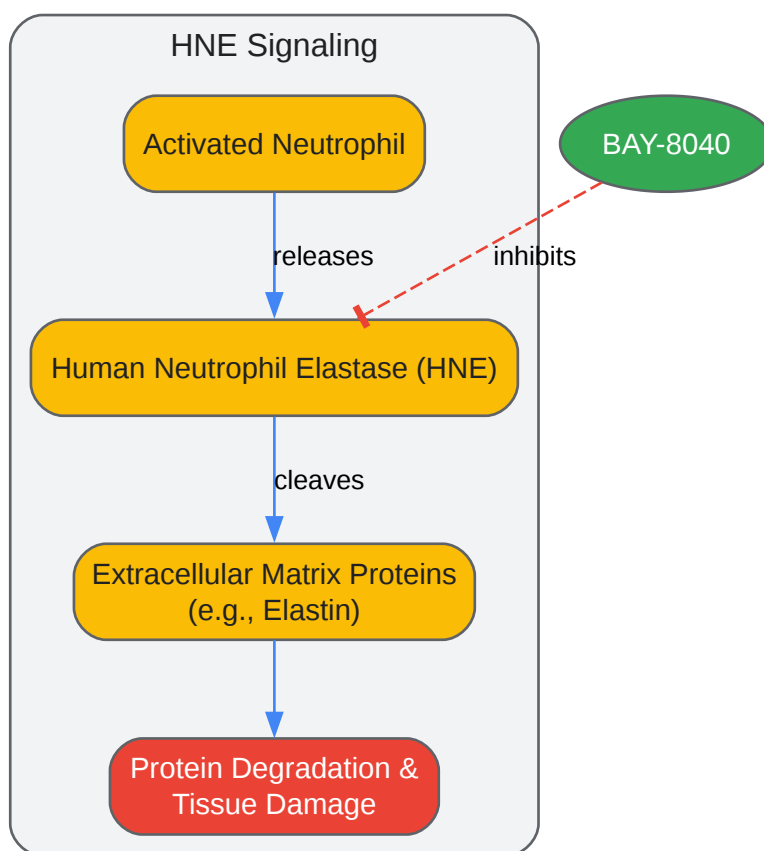 HNE Signaling
Activated Neutrophil
BAY-8040
releases
inhibits
Human Neutrophil Elastase (HNE)
cleaves
Extracellular Matrix Proteins
(e.g., Elastin)
Protein Degradation &
Tissue Damage